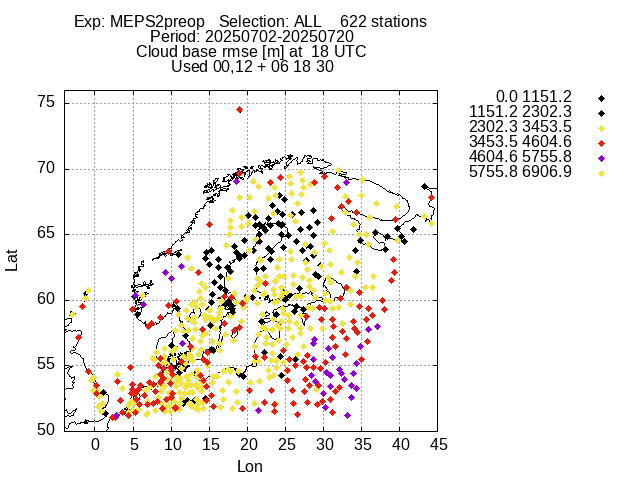 Exp: MEPS2preop   Selection: ALL    622 stations
Period: 20250702-20250720
Cloud base rmse [m] at  18 UTC
Used 00,12 + 06 18 30
0.0 1151.2
1151.2 2302.3
2302.3 3453.5
3453.5 4604.6
4604.6 5755.8
5755.8 6906.9
75
70
65
60
55
50
Lat
0 5 10 15 20 25 30 35 40 45
Lon